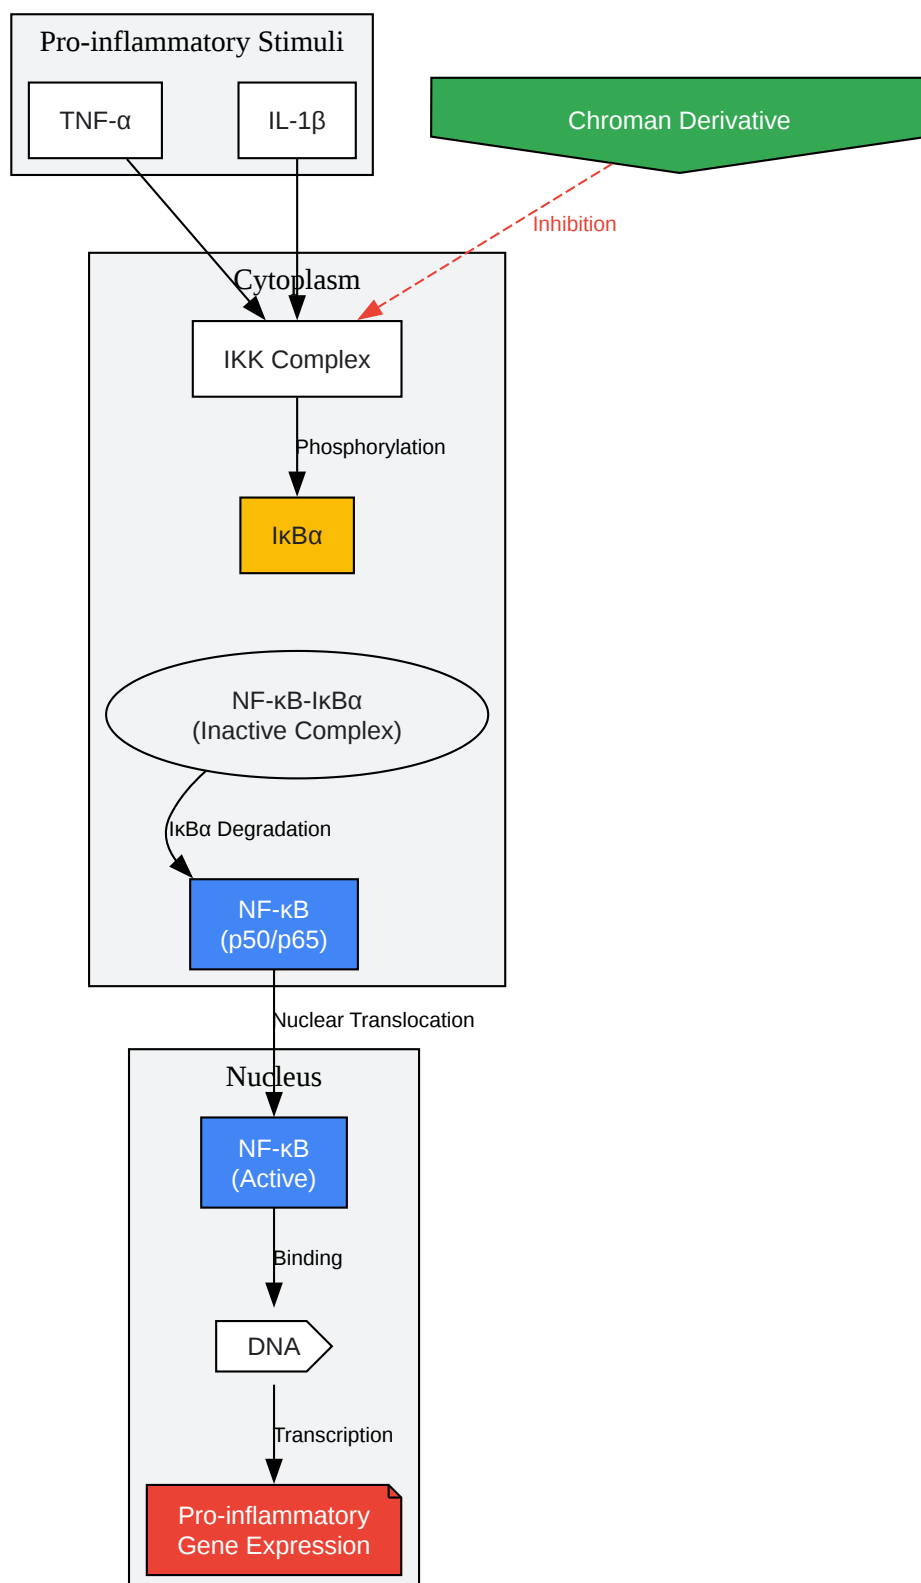 Pro-inflammatory Stimuli
TNF-α
IL-1β
Chroman Derivative
Inhibition
Cytoplasm
IKK Complex
Phosphorylation
IκBα
NF-κB-IκBα
(Inactive Complex)
IκBα Degradation
NF-κB
(p50/p65)
Nuclear Translocation
Nucleus
NF-κB
(Active)
Binding
DNA
Transcription
Pro-inflammatory
Gene Expression